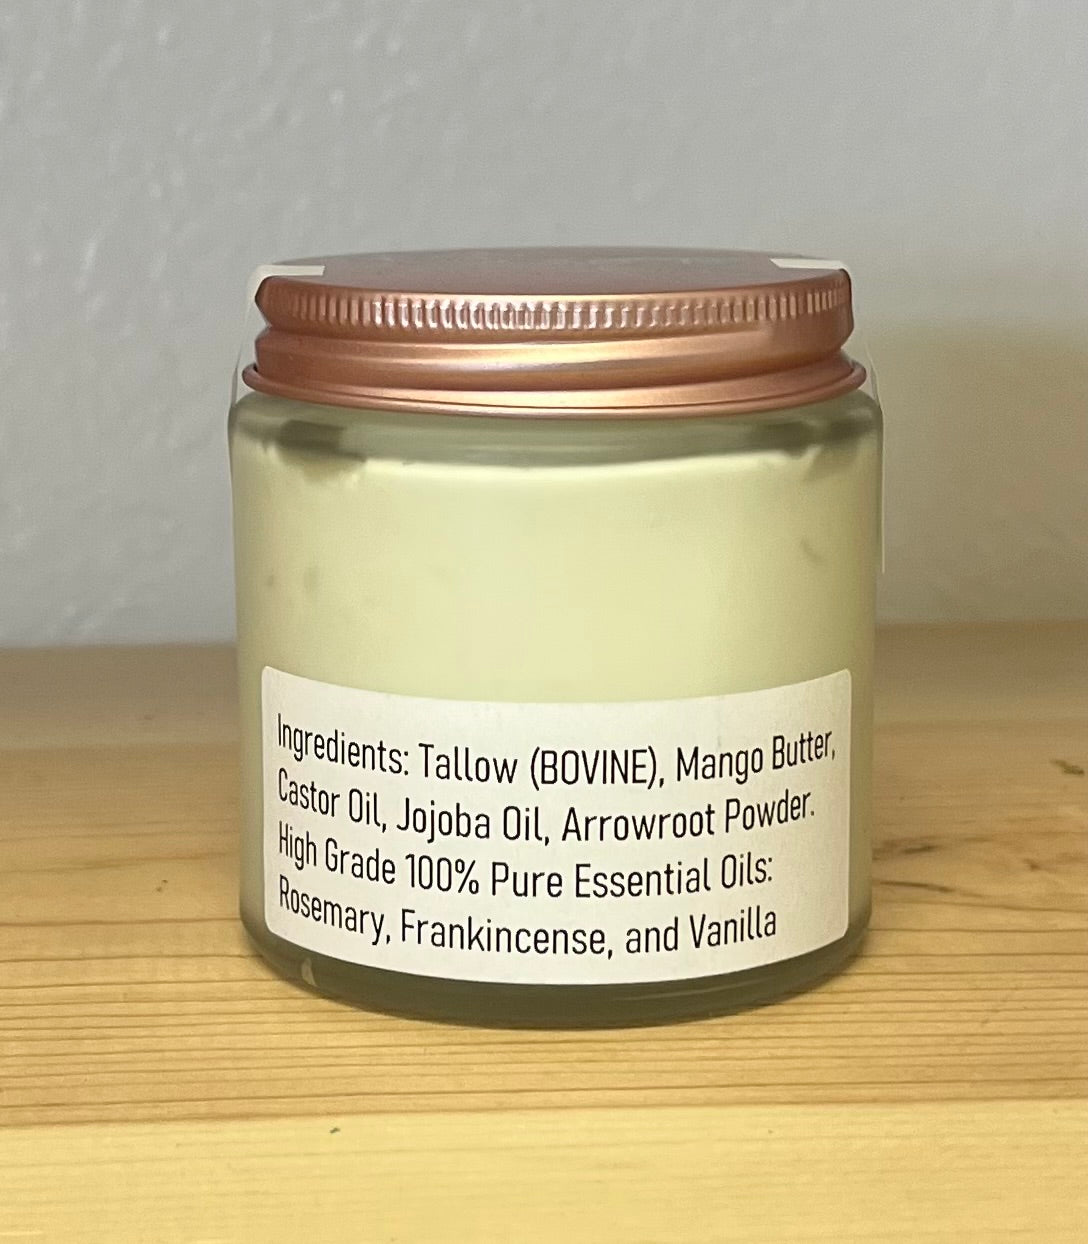 Ingredients: Tallow (BOVINE), Mango Butter,
Castor Oil, Jojoba Oil, Arrowroot Powder.
High Grade 100% Pure Essential Oils:
Rosemary, Frankincense, and Vanilla